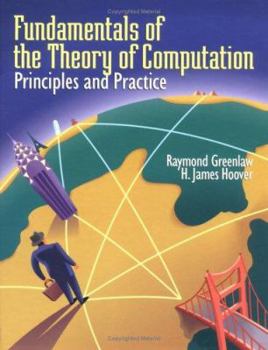 Fundamentals of
the Theory of Computation
Principles and Practice
Raymond Greenlaw
H. James Hoover